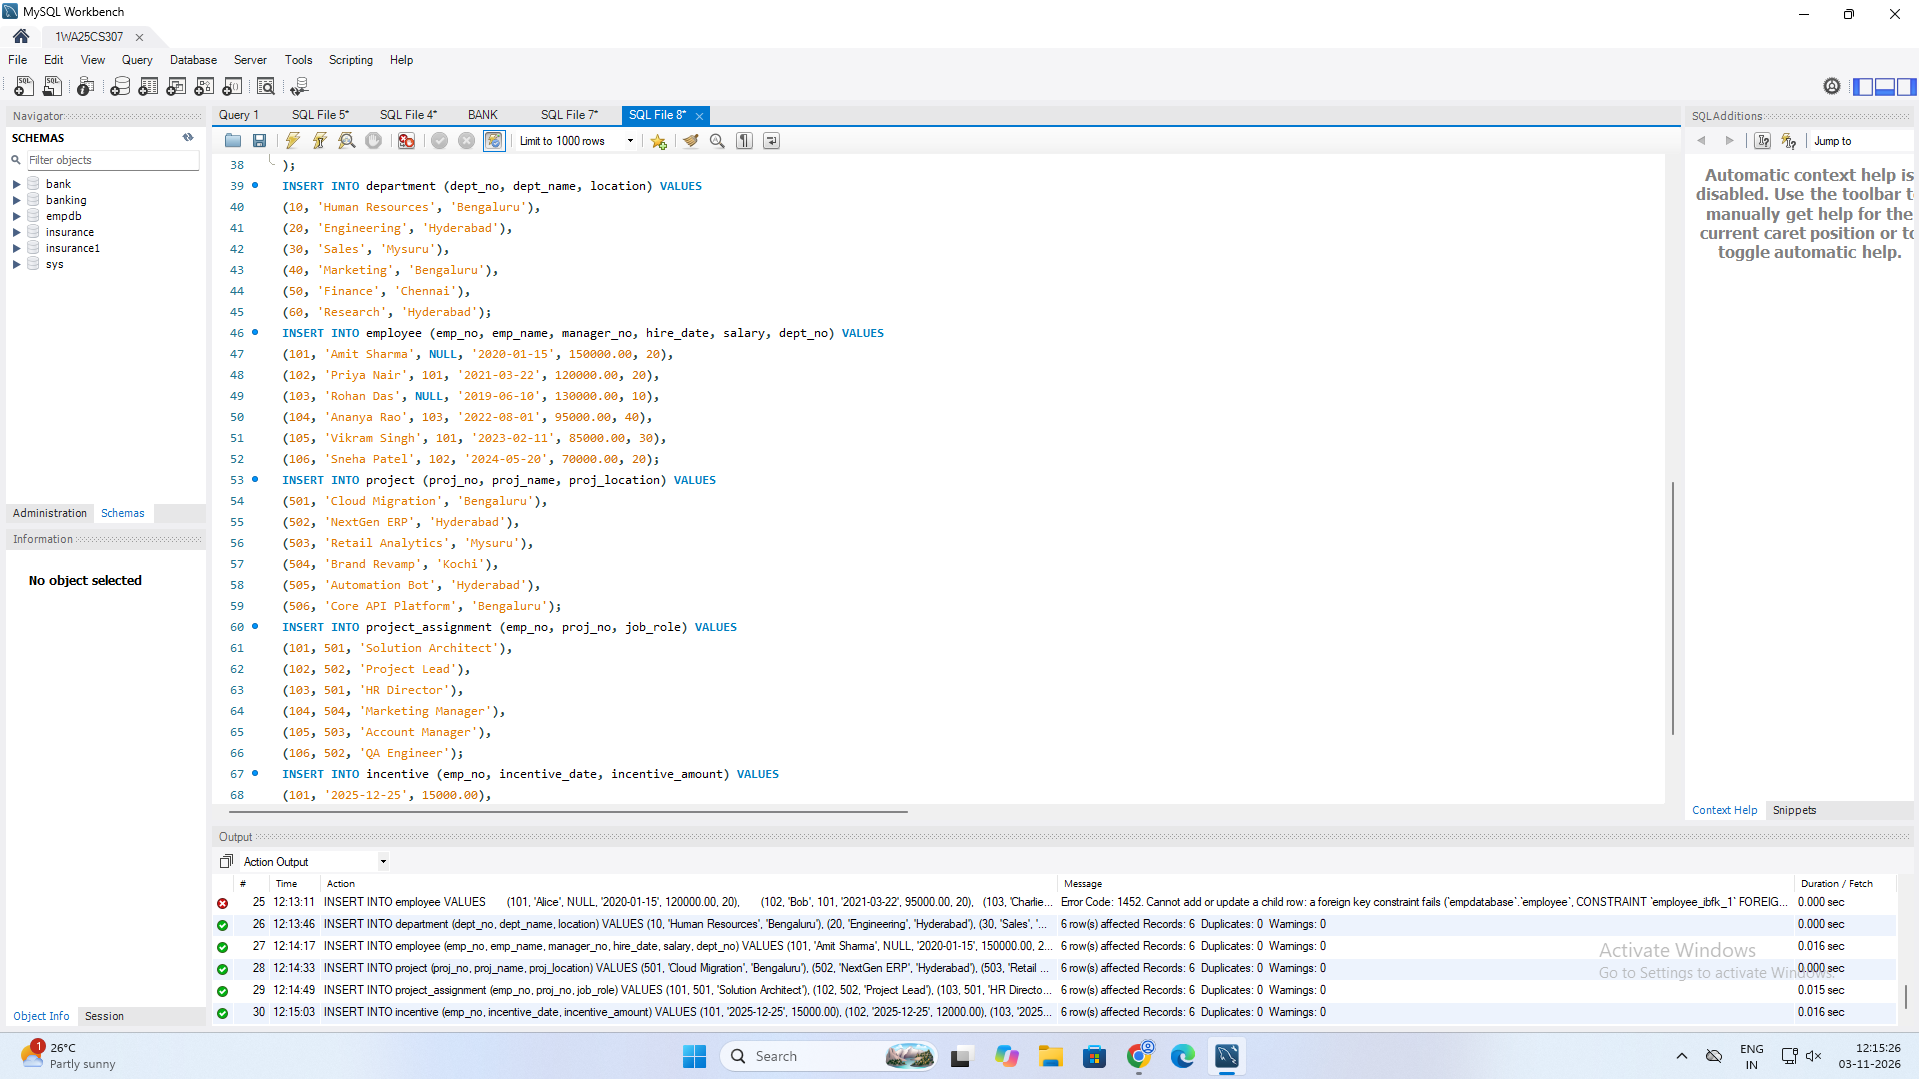 MySQL Workbench
1WA25CS307
File Edit View Query Database Server Tools Scripting Help
Navigator
SCHEMAS
Filter objects
bank
banking
empdb
insurance
insurance1
sys
Administration Schemas
Information
No object selected
Object Info Session
Query 1 SQL File 5* SQL File 4* BANK SQL File 7* SQL File 8*
Limit to 1000 rows
38 );
39 INSERT INTO department (dept_no, dept_name, location) VALUES
40 (10, 'Human Resources', 'Bengaluru'),
41 (20, 'Engineering', 'Hyderabad'),
42 (30, 'Sales', 'Mysuru'),
43 (40, 'Marketing', 'Bengaluru'),
44 (50, 'Finance', 'Chennai'),
45 (60, 'Research', 'Hyderabad');
46 INSERT INTO employee (emp_no, emp_name, manager_no, hire_date, salary, dept_no) VALUES
47 (101, 'Amit Sharma', NULL, '2020-01-15', 150000.00, 20),
48 (102, 'Priya Nair', 101, '2021-03-22', 120000.00, 20),
49 (103, 'Rohan Das', NULL, '2019-06-10', 130000.00, 10),
50 (104, 'Ananya Rao', 103, '2022-08-01', 95000.00, 40),
51 (105, 'Vikram Singh', 101, '2023-02-11', 85000.00, 30),
52 (106, 'Sneha Patel', 102, '2024-05-20', 70000.00, 20);
53 INSERT INTO project (proj_no, proj_name, proj_location) VALUES
54 (501, 'Cloud Migration', 'Bengaluru'),
55 (502, 'NextGen ERP', 'Hyderabad'),
56 (503, 'Retail Analytics', 'Mysuru'),
57 (504, 'Brand Revamp', 'Kochi'),
58 (505, 'Automation Bot', 'Hyderabad'),
59 (506, 'Core API Platform', 'Bengaluru');
60 INSERT INTO project_assignment (emp_no, proj_no, job_role) VALUES
61 (101, 501, 'Solution Architect'),
62 (102, 502, 'Project Lead'),
63 (103, 501, 'HR Director'),
64 (104, 504, 'Marketing Manager'),
65 (105, 503, 'Account Manager'),
66 (106, 502, 'QA Engineer');
67 INSERT INTO incentive (emp_no, incentive_date, incentive_amount) VALUES
68 (101, '2025-12-25', 15000.00),
SQLAdditions
Jump to
Automatic context help is
disabled. Use the toolbar t
manually get help for the
current caret position or to
toggle automatic help.
Context Help Snippets
Output
Action Output
# Time Action Message Duration / Fetch
25 12:13:11 INSERT INTO employee VALUES (101, 'Alice', NULL, '2020-01-15', 120000.00, 20), (102, 'Bob', 101, '2021-03-22', 95000.00, 20), (103, 'Charlie... Error Code: 1452. Cannot add or update a child row: a foreign key constraint fails (`empdatabase`.`employee`, CONSTRAINT `employee_ibfk_1` FOREIG... 0.000 sec
26 12:13:46 INSERT INTO department (dept_no, dept_name, location) VALUES (10, 'Human Resources', 'Bengaluru'), (20, 'Engineering', 'Hyderabad'), (30, 'Sales', '... 6 row(s) affected Records: 6 Duplicates: 0 Warnings: 0 0.000 sec
27 12:14:17 INSERT INTO employee (emp_no, emp_name, manager_no, hire_date, salary, dept_no) VALUES (101, 'Amit Sharma', NULL, '2020-01-15', 150000.00, 2... 6 row(s) affected Records: 6 Duplicates: 0 Warnings: 0 0.016 sec
28 12:14:33 INSERT INTO project (proj_no, proj_name, proj_location) VALUES (501, 'Cloud Migration', 'Bengaluru'), (502, 'NextGen ERP', 'Hyderabad'), (503, 'Retail ... 6 row(s) affected Records: 6 Duplicates: 0 Warnings: 0 0.000 sec
29 12:14:49 INSERT INTO project_assignment (emp_no, proj_no, job_role) VALUES (101, 501, 'Solution Architect'), (102, 502, 'Project Lead'), (103, 501, 'HR Directo... 6 row(s) affected Records: 6 Duplicates: 0 Warnings: 0 0.015 sec
30 12:15:03 INSERT INTO incentive (emp_no, incentive_date, incentive_amount) VALUES (101, '2025-12-25', 15000.00), (102, '2025-12-25', 12000.00), (103, '2025... 6 row(s) affected Records: 6 Duplicates: 0 Warnings: 0 0.016 sec
Activate Windows
Go to Settings to activate Windows.
1
26°C
Partly sunny
Search
ENG
IN
12:15:26
03-11-2026